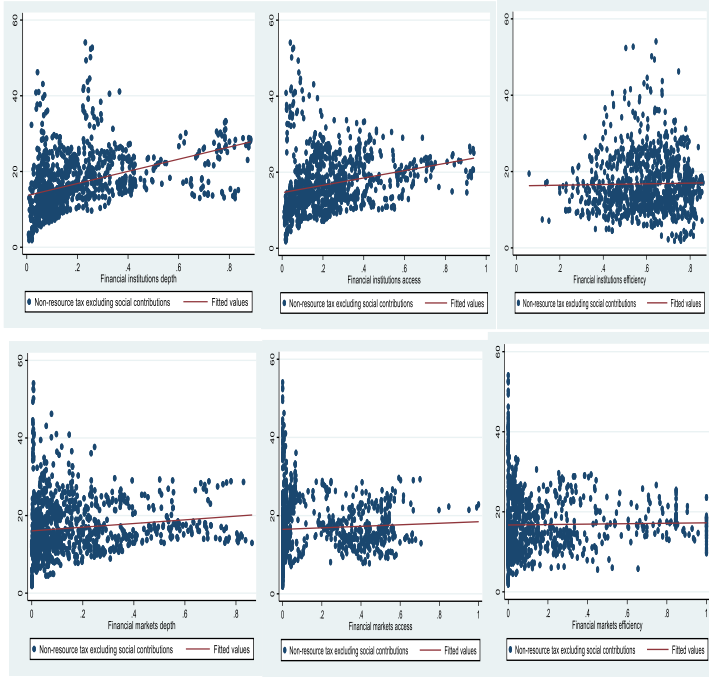 60
40
20
0
0 .2 .4 .6 .8
Financial institutions depth
Non-resource tax excluding social contributions Fitted values
60
40
20
0
0 .2 .4 .6 .8 1
Financial institutions access
Non-resource tax excluding social contributions Fitted values
60
40
20
0
0 .2 .4 .6 .8
Financial institutions efficiency
Non-resource tax excluding social contributions Fitted values
60
40
20
0
0 .2 .4 .6 .8
Financial markets depth
Non-resource tax excluding social contributions Fitted values
60
40
20
0
0 .2 .4 .6 .8 1
Financial markets access
Non-resource tax excluding social contributions Fitted values
60
40
20
0
0 .2 .4 .6 .8 1
Financial markets efficiency
Non-resource tax excluding social contributions Fitted values